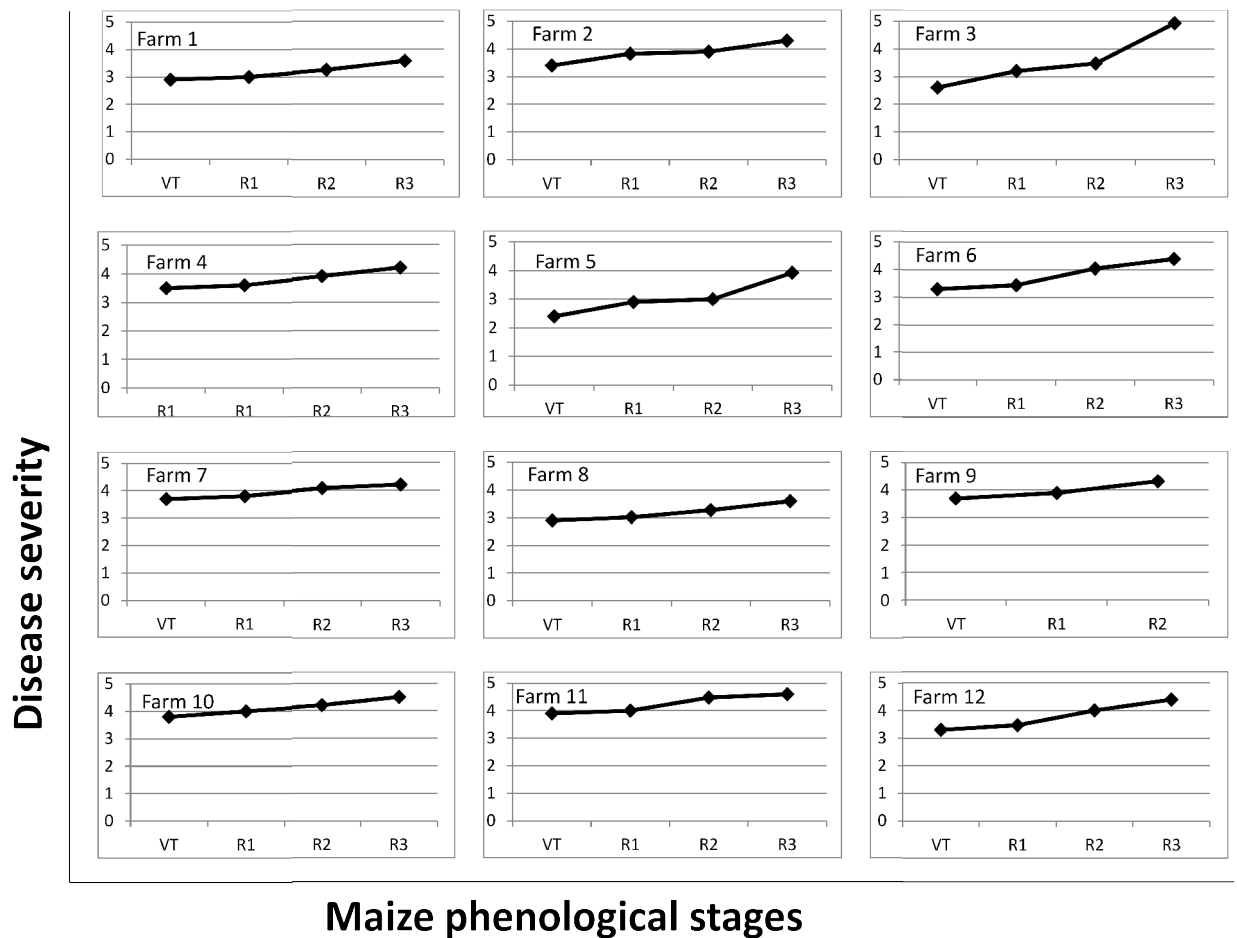 Farm 1
5
4
3
2
1
0
VT R1 R2 R3
Farm 2
5
4
3
2
1
0
VT R1 R2 R3
Farm 3
5
4
3
2
1
0
VT R1 R2 R3
Farm 4
5
4
3
2
1
0
R1 R1 R2 R3
Farm 5
5
4
3
2
1
0
VT R1 R2 R3
Farm 6
5
4
3
2
1
0
VT R1 R2 R3
Farm 7
5
4
3
2
1
0
VT R1 R2 R3
Farm 8
5
4
3
2
1
0
VT R1 R2 R3
Farm 9
5
4
3
2
1
0
VT R1 R2
Farm 10
5
4
3
2
1
0
VT R1 R2 R3
Farm 11
5
4
3
2
1
0
VT R1 R2 R3
Farm 12
5
4
3
2
1
0
VT R1 R2 R3
Disease severity
Maize phenological stages